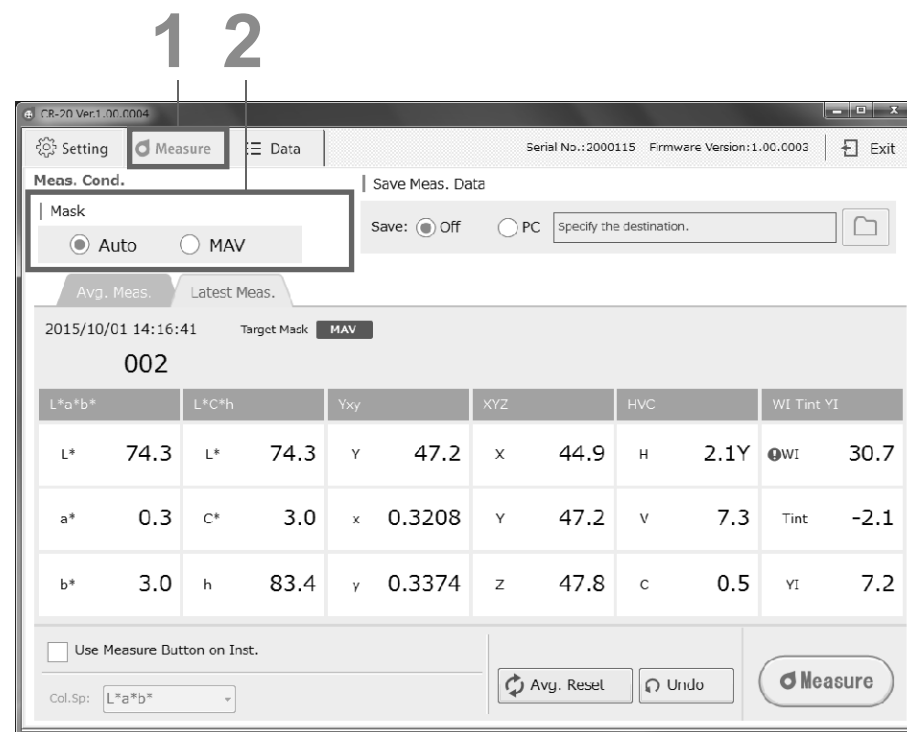 1 2
CR-20 Ver.1.00.0004
Setting Measure Data Serial No.:2000115 Firmware Version:1.00.0003 Exit
Meas. Cond. Save Meas. Data
Mask
Save: Off PC Specify the destination.
Auto MAV
Avg. Meas. Latest Meas.
2015/10/01 14:16:41 Target Mask MAV
002
L*a*b* L*C*h Yxy XYZ HVC WI Tint YI
L* 74.3 L* 74.3 Y 47.2 X 44.9 H 2.1Y WI 30.7
a* 0.3 C* 3.0 x 0.3208 Y 47.2 V 7.3 Tint -2.1
b* 3.0 h 83.4 y 0.3374 Z 47.8 C 0.5 YI 7.2
Use Measure Button on Inst.
Col.Sp: L*a*b* Avg. Reset Undo Measure